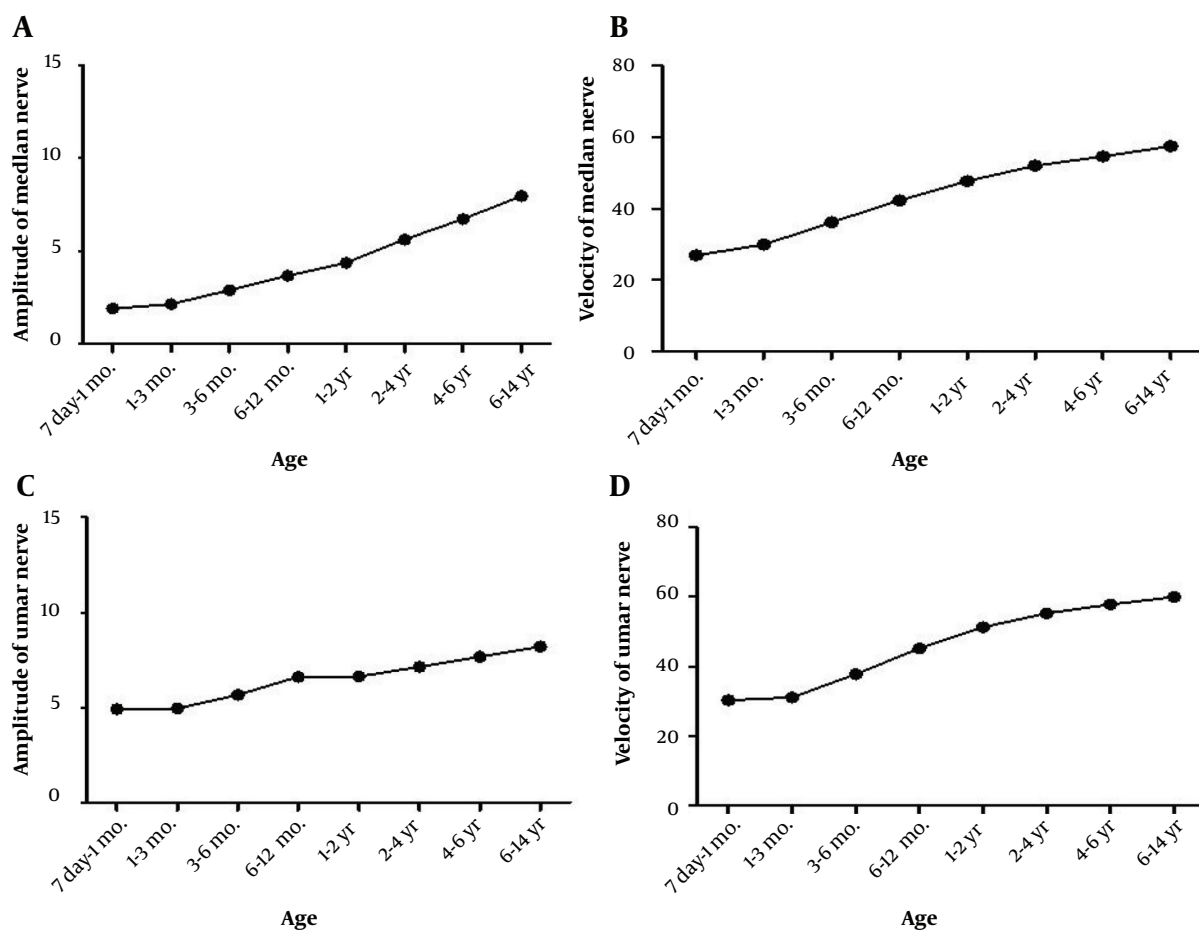 A
Amplitude of medlan nerve
15
10
5
0
7 day-1 mo.
1-3 mo.
3-6 mo.
6-12 mo.
1-2 yr
2-4 yr
4-6 yr
6-14 yr
Age
B
Velocity of medlan nerve
80
60
40
20
0
7 day-1 mo.
1-3 mo.
3-6 mo.
6-12 mo.
1-2 yr
2-4 yr
4-6 yr
6-14 yr
Age
C
Amplitude of umar nerve
15
10
5
0
7 day-1 mo.
1-3 mo.
3-6 mo.
6-12 mo.
1-2 yr
2-4 yr
4-6 yr
6-14 yr
Age
D
Velocity of umar nerve
80
60
40
20
0
7 day-1 mo.
1-3 mo.
3-6 mo.
6-12 mo.
1-2 yr
2-4 yr
4-6 yr
6-14 yr
Age